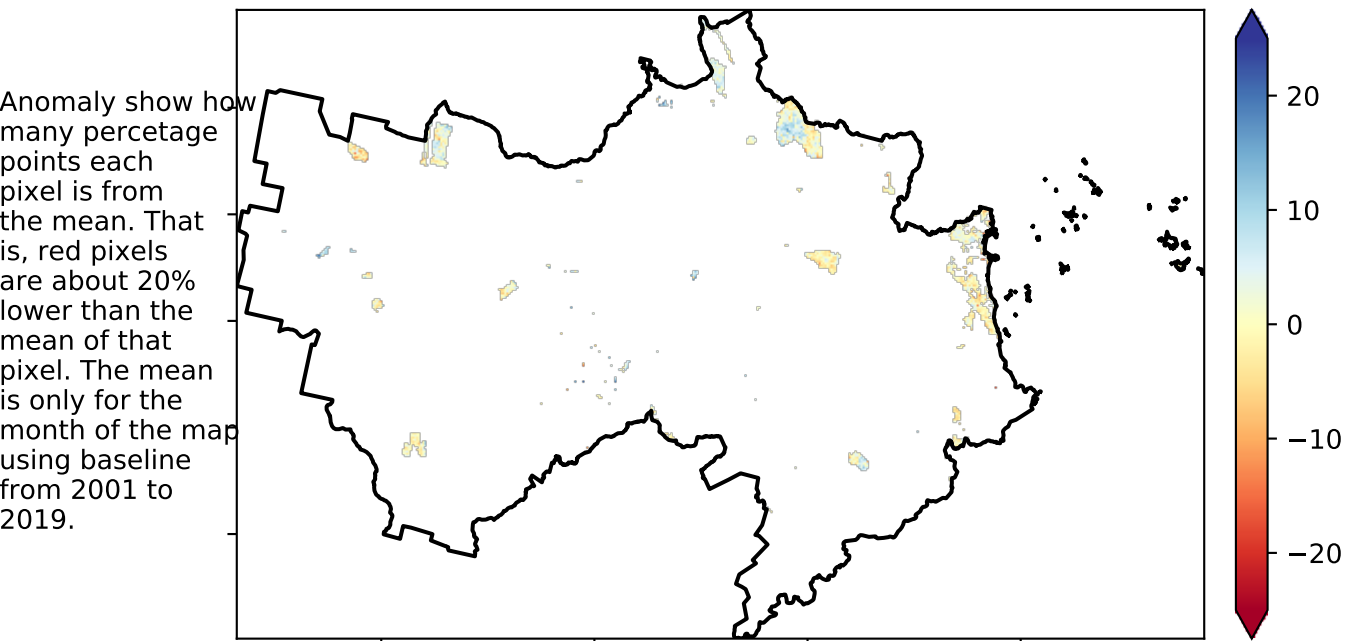 Anomaly show how
many percetage
points each
pixel is from
the mean. That
is, red pixels
are about 20%
lower than the
mean of that
pixel. The mean
is only for the
month of the map
using baseline
from 2001 to
2019.
20
10
0
−10
−20